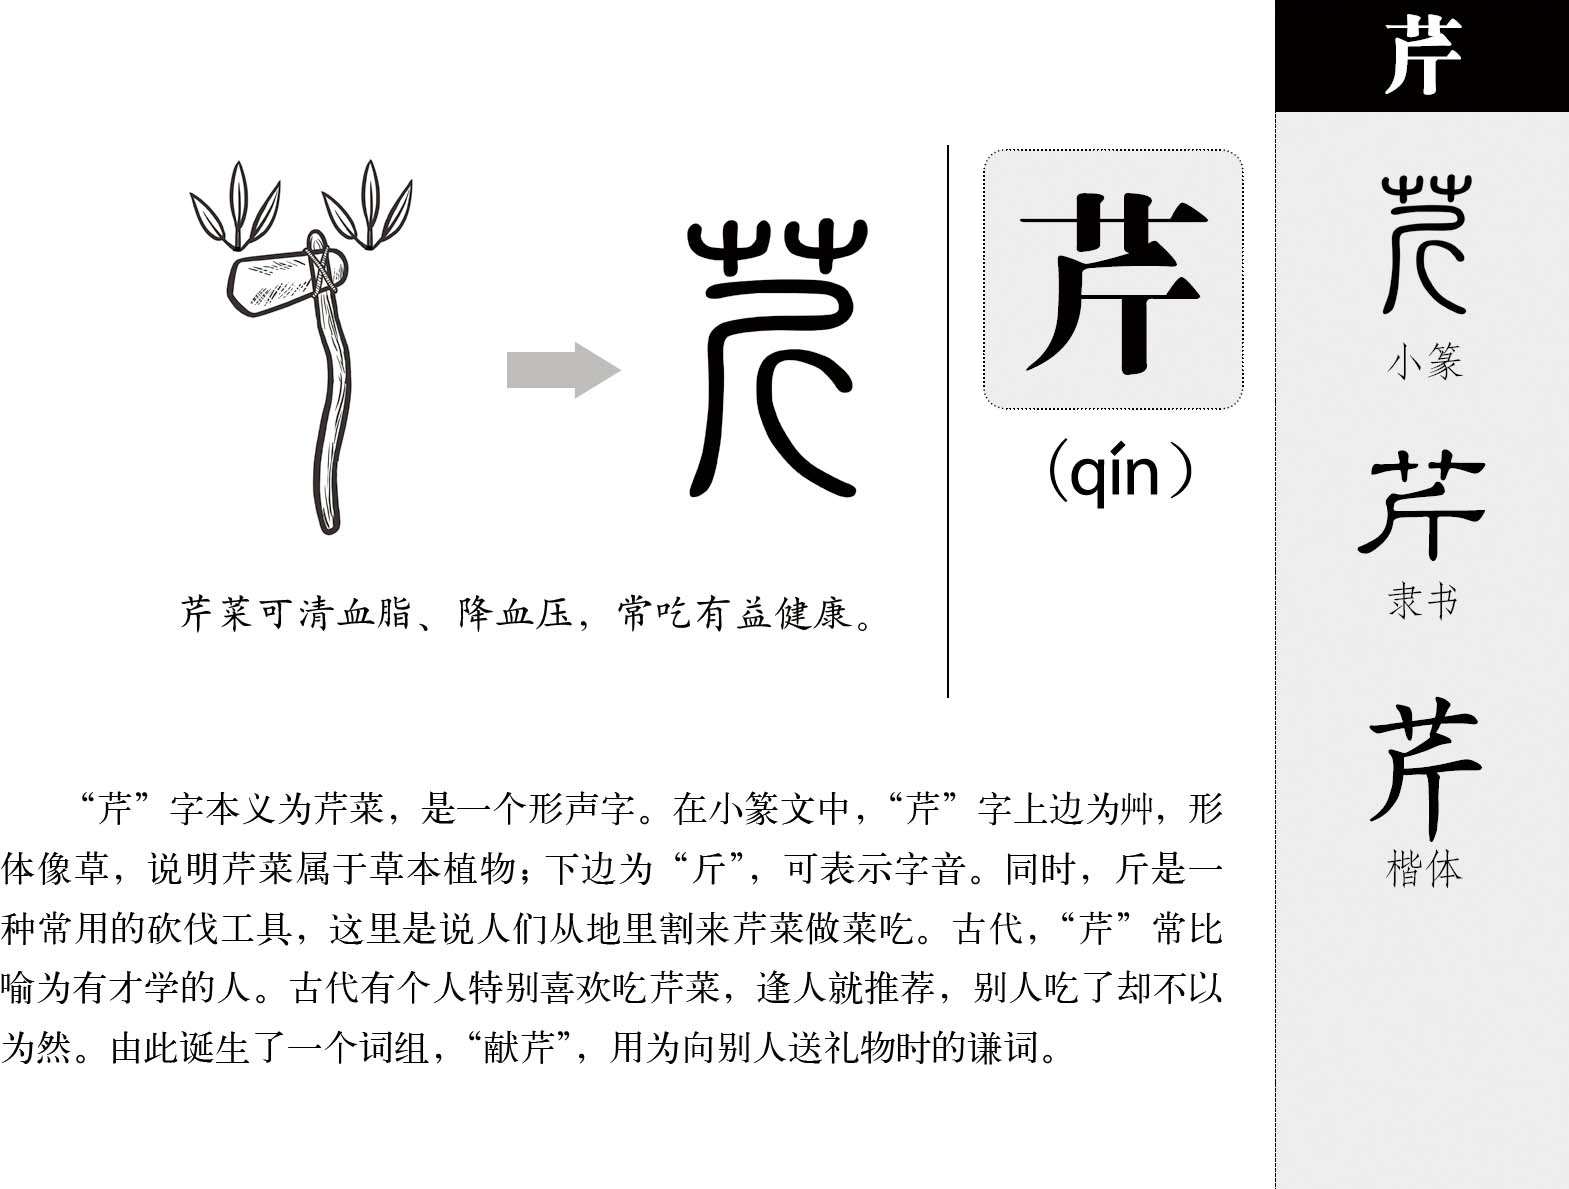 芹
芹
(qín)
芹菜可清血脂、降血压，常吃有益健康。
“芹”字本义为芹菜，是一个形声字。在小篆文中，“芹”字上边为艸，形
体像草，说明芹菜属于草本植物；下边为“斤”，可表示字音。同时，斤是一
种常用的砍伐工具，这里是说人们从地里割来芹菜做菜吃。古代，“芹”常比
喻为有才学的人。古代有个人特别喜欢吃芹菜，逢人就推荐，别人吃了却不以
为然。由此诞生了一个词组，“献芹”，用为向别人送礼物时的谦词。
芹
芹
小篆
芹
隶书
芹
楷体